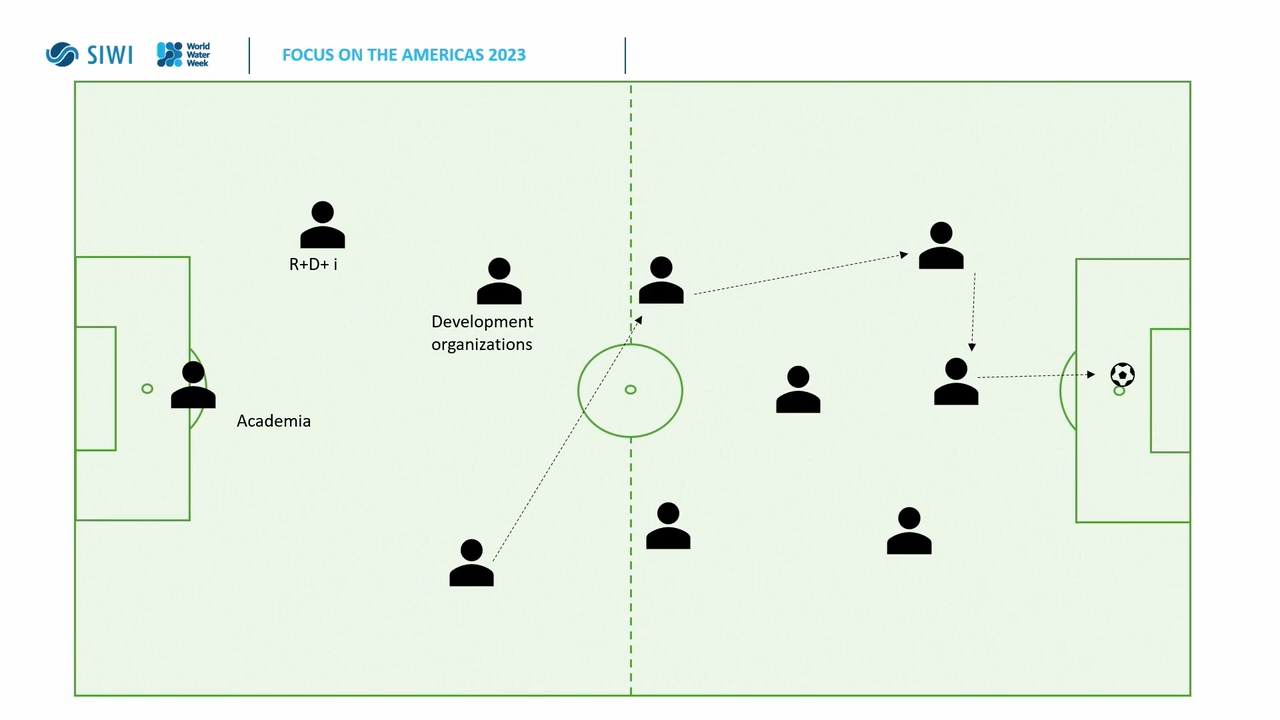 SIWI
World
Water
Week
FOCUS ON THE AMERICAS 2023
R+D+ i
Development
organizations
Academia